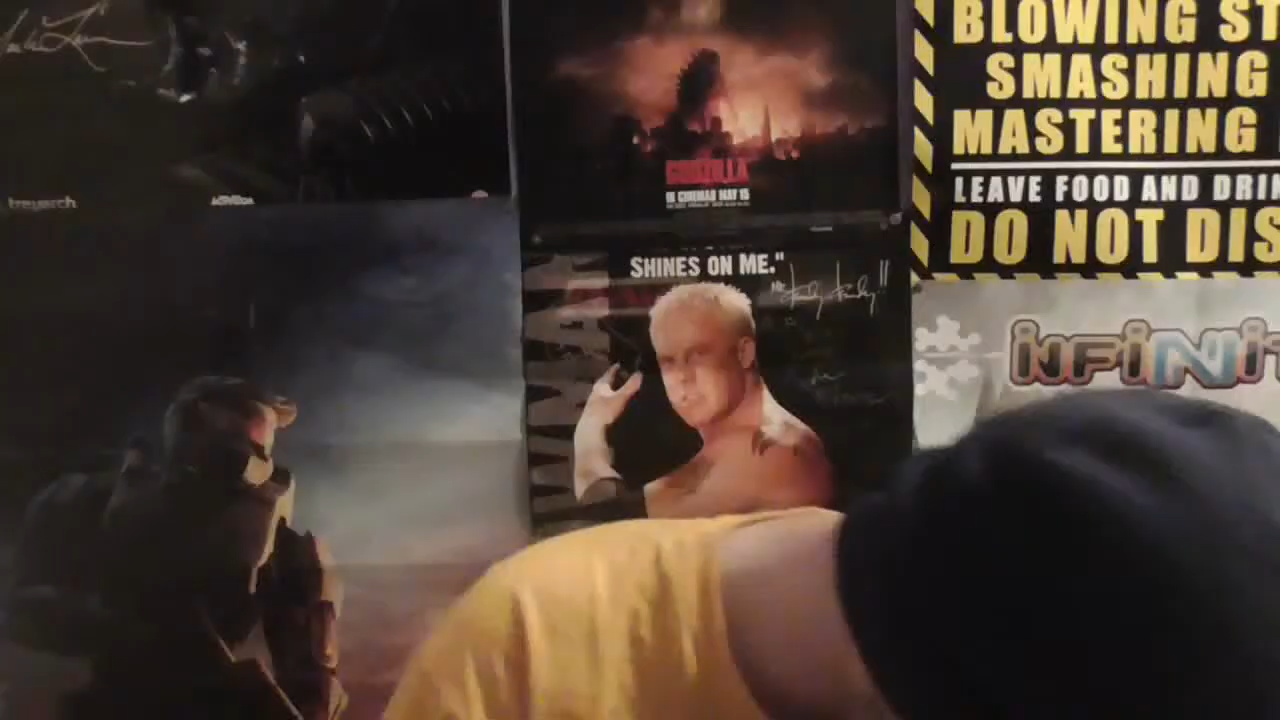 treyarch
ACTIVISION
GODZILLA
IN CINEMAS MAY 15
SHINES ON ME."
BLOWING ST
SMASHING
MASTERING
LEAVE FOOD AND DRIN
DO NOT DIS
iNFiNiT